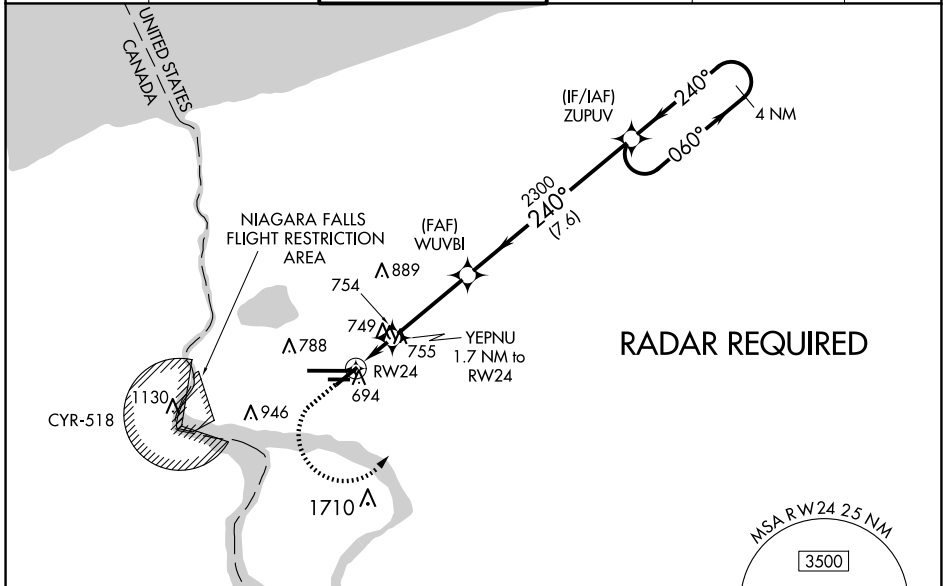 UNITED STATES
CANADA
(IF/IAF)
ZUPUV
240°
060°
4 NM
2300
240°
(7.6)
NIAGARA FALLS
FLIGHT RESTRICTION
AREA
(FAF)
WUVBI
889
754
749
755
YEPNU
1.7 NM to
RW24
788
RW24
694
RADAR REQUIRED
1130
CYR-518
946
1710
MSA RW24 25 NM
3500